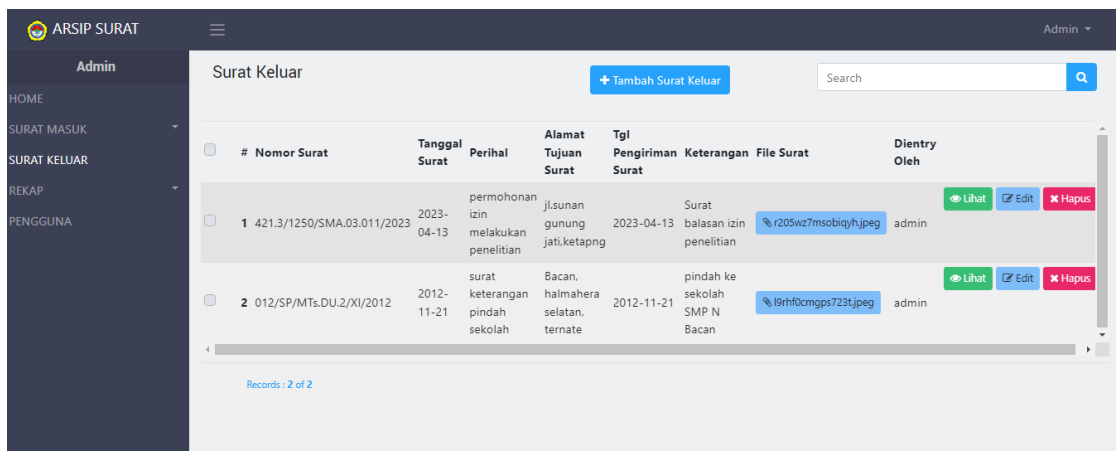 ARSIP SURAT
Admin
Admin
HOME
SURAT MASUK
SURAT KELUAR
REKAP
PENGGUNA
Surat Keluar
Tambah Surat Keluar
Search
# Nomor Surat Tanggal Surat Perihal Alamat Tujuan Surat Tgl Pengiriman Surat Keterangan File Surat Dientry Oleh
1 421.3/1250/SMA.03.011/2023 2023-04-13 permohonan izin melakukan penelitian jl.sunan gunung jati,ketapng 2023-04-13 Surat balasan izin penelitian r205wz7msobiqyh.jpeg admin Lihat Edit Hapus
2 012/SP/MTs.DU.2/XI/2012 2012-11-21 surat keterangan pindah sekolah Bacan, halmahera selatan, ternate 2012-11-21 pindah ke sekolah SMP N Bacan l9rhf0cmgps723t.jpeg admin Lihat Edit Hapus
Records : 2 of 2